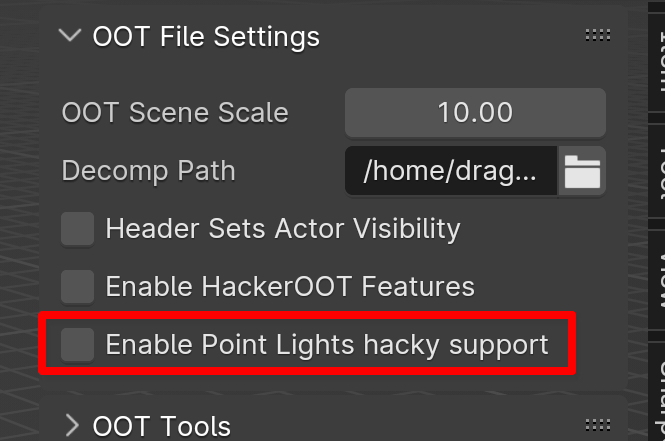 OOT File Settings
OOT Scene Scale 10.00
Decomp Path /home/drag...
Header Sets Actor Visibility
Enable HackerOOT Features
Enable Point Lights hacky support
OOT Tools